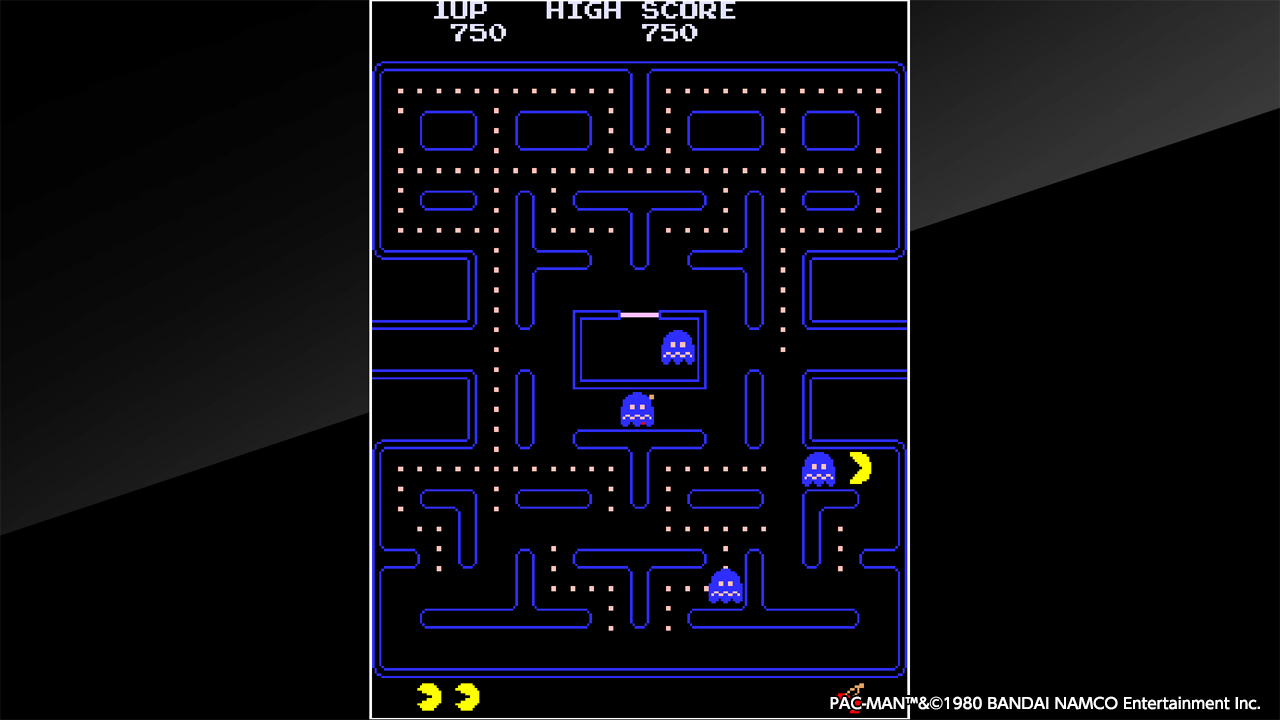 1UP HIGH SCORE
750 750
PAC-MAN™&©1980 BANDAI NAMCO Entertainment Inc.